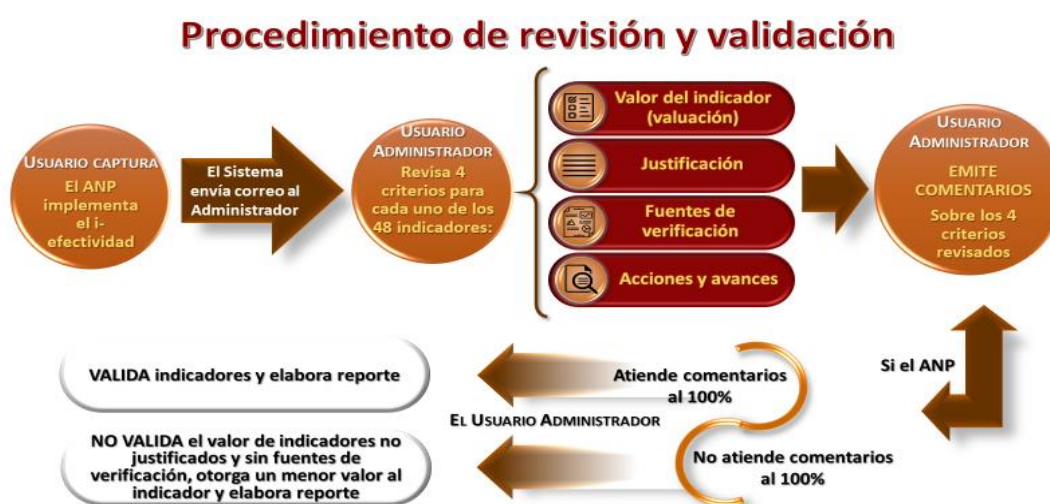 Procedimiento de revisión y validación
USUARIO CAPTURA
El ANP
implementa
el i-
efectividad
El Sistema
envía correo al
Administrador
USUARIO
ADMINISTRADOR
Revisa 4
criterios para
cada uno de los
48 indicadores:
Valor del indicador
(valuación)
Justificación
Fuentes de
verificación
Acciones y avances
USUARIO
ADMINISTRADOR
EMITE
COMENTARIOS
Sobre los 4
criterios
revisados
Si el ANP
Atiende comentarios
al 100%
No atiende comentarios
al 100%
EL USUARIO ADMINISTRADOR
VALIDA indicadores y elabora reporte
NO VALIDA el valor de indicadores no
justificados y sin fuentes de
verificación, otorga un menor valor al
indicador y elabora reporte